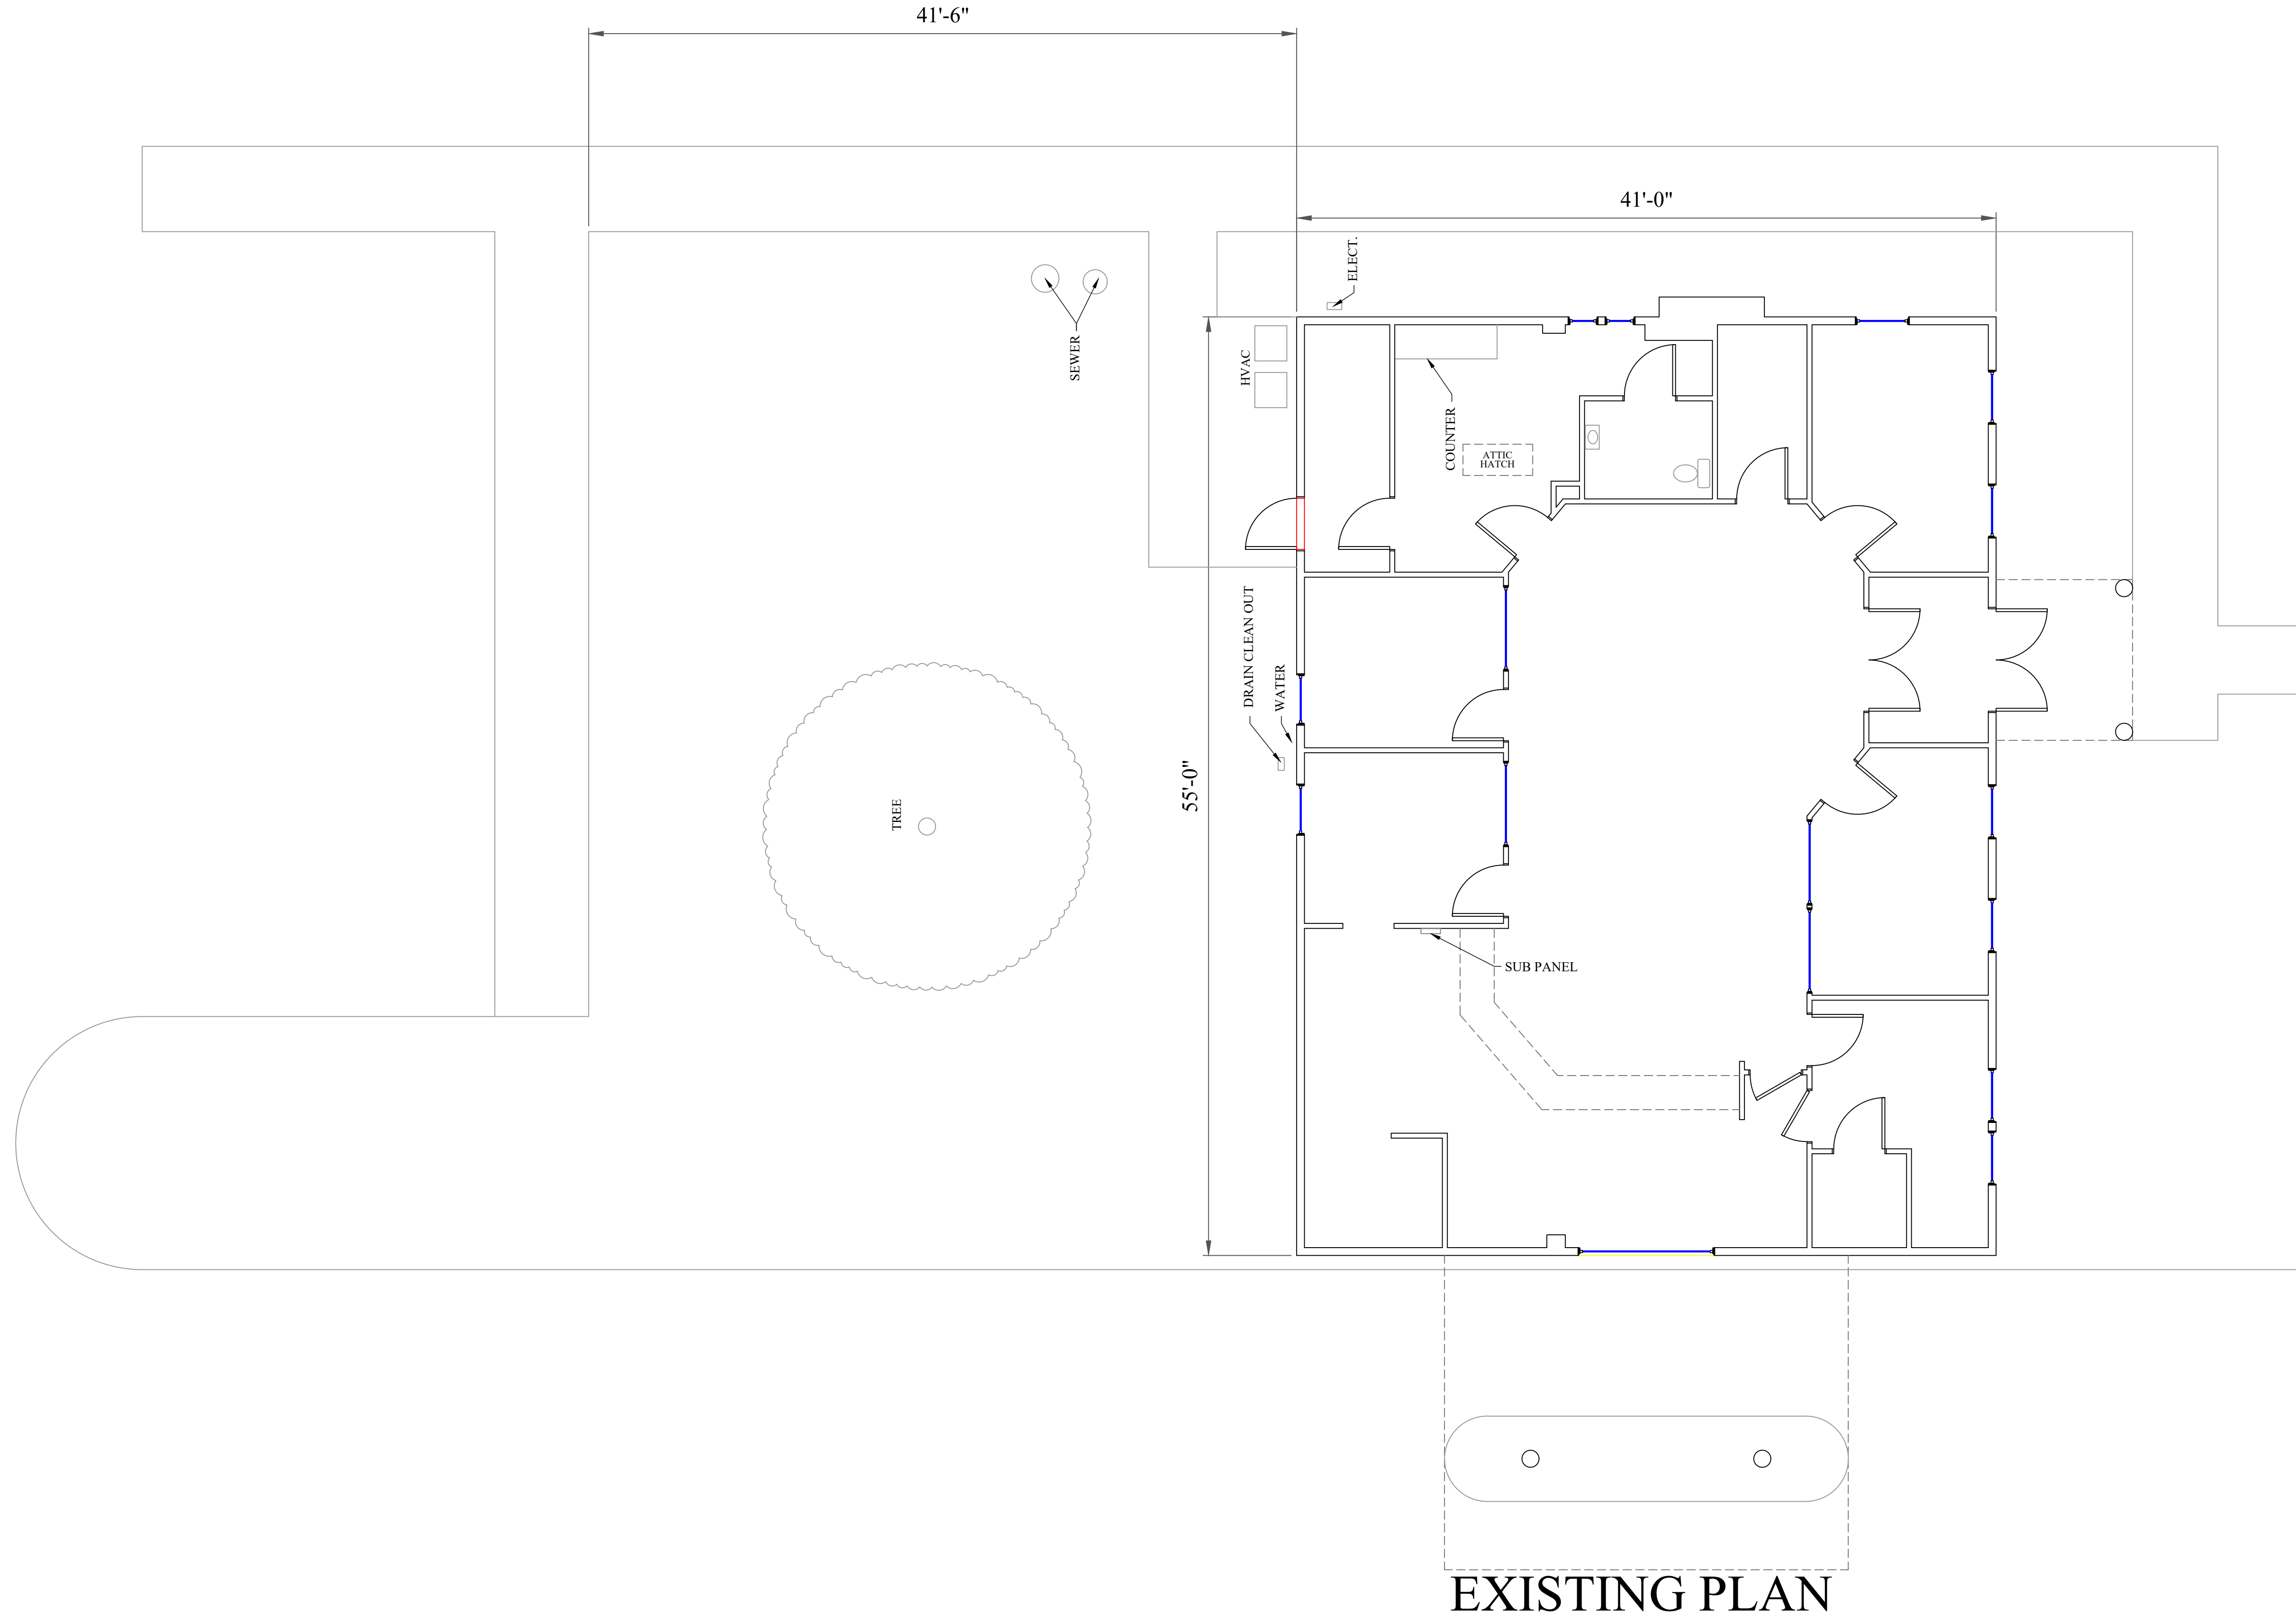 41'-6"
41'-0"
ELECT.
SEWER
HVAC
COUNTER
ATTIC
HATCH
DRAIN CLEAN OUT
WATER
55'-0"
TREE
SUB PANEL
EXISTING PLAN